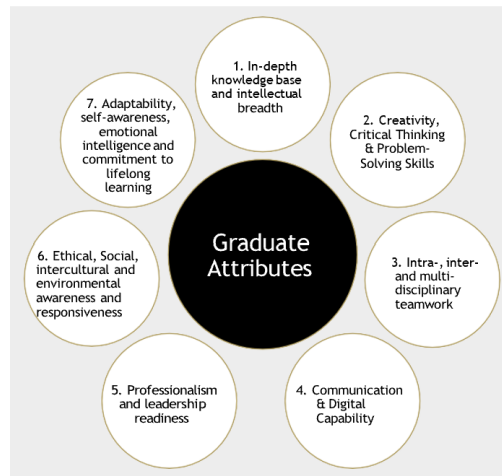 1. In-depth
knowledge base
and intellectual
breadth
2. Creativity,
Critical Thinking
& Problem-
Solving Skills
3. Intra-, inter-
and multi-
disciplinary
teamwork
4. Communication
& Digital
Capability
5. Professionalism
and leadership
readiness
6. Ethical, Social,
intercultural and
environmental
awareness and
responsiveness
7. Adaptability,
self-awareness,
emotional
intelligence and
commitment to
lifelong
learning
Graduate
Attributes